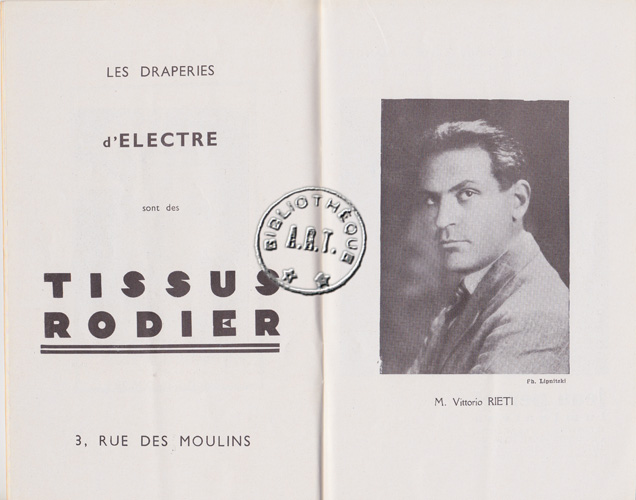 LES DRAPERIES
d'ELECTRE
sont des
TISSUS
RODIER
3, RUE DES MOULINS
BIBLIOTHÈQUE
A.R.T.
Ph. Lipnitzki
M. Vittorio RIETI